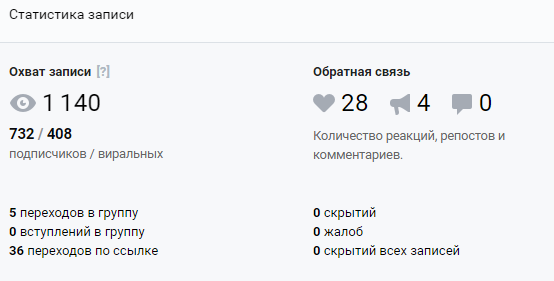 Статистика записи
Охват записи [?]
1 140
732 / 408
подписчиков / виральных
Обратная связь
28 4 0
Количество реакций, репостов и
комментариев.
5 переходов в группу
0 вступлений в группу
36 переходов по ссылке
0 скрытий
0 жалоб
0 скрытий всех записей